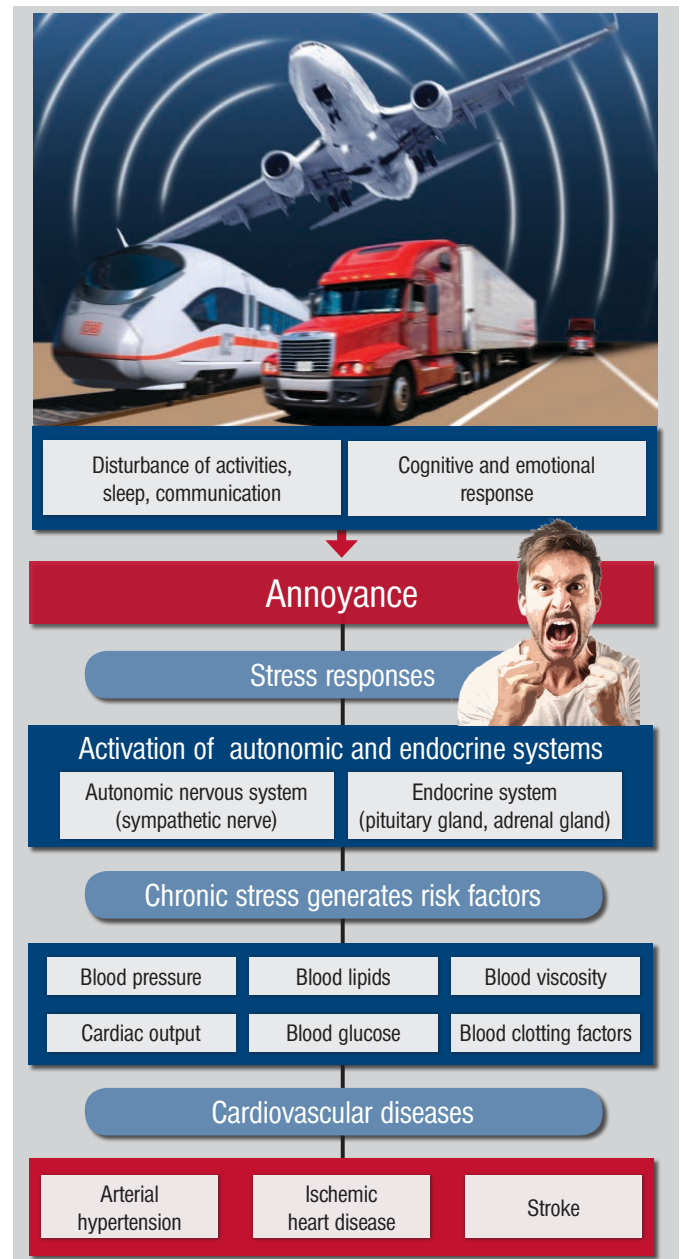 Disturbance of activities,
sleep, communication
Cognitive and emotional
response
Annoyance
Stress responses
Activation of autonomic and endocrine systems
Autonomic nervous system
(sympathetic nerve)
Endocrine system
(pituitary gland, adrenal gland)
Chronic stress generates risk factors
Blood pressure
Blood lipids
Blood viscosity
Cardiac output
Blood glucose
Blood clotting factors
Cardiovascular diseases
Arterial
hypertension
Ischemic
heart disease
Stroke